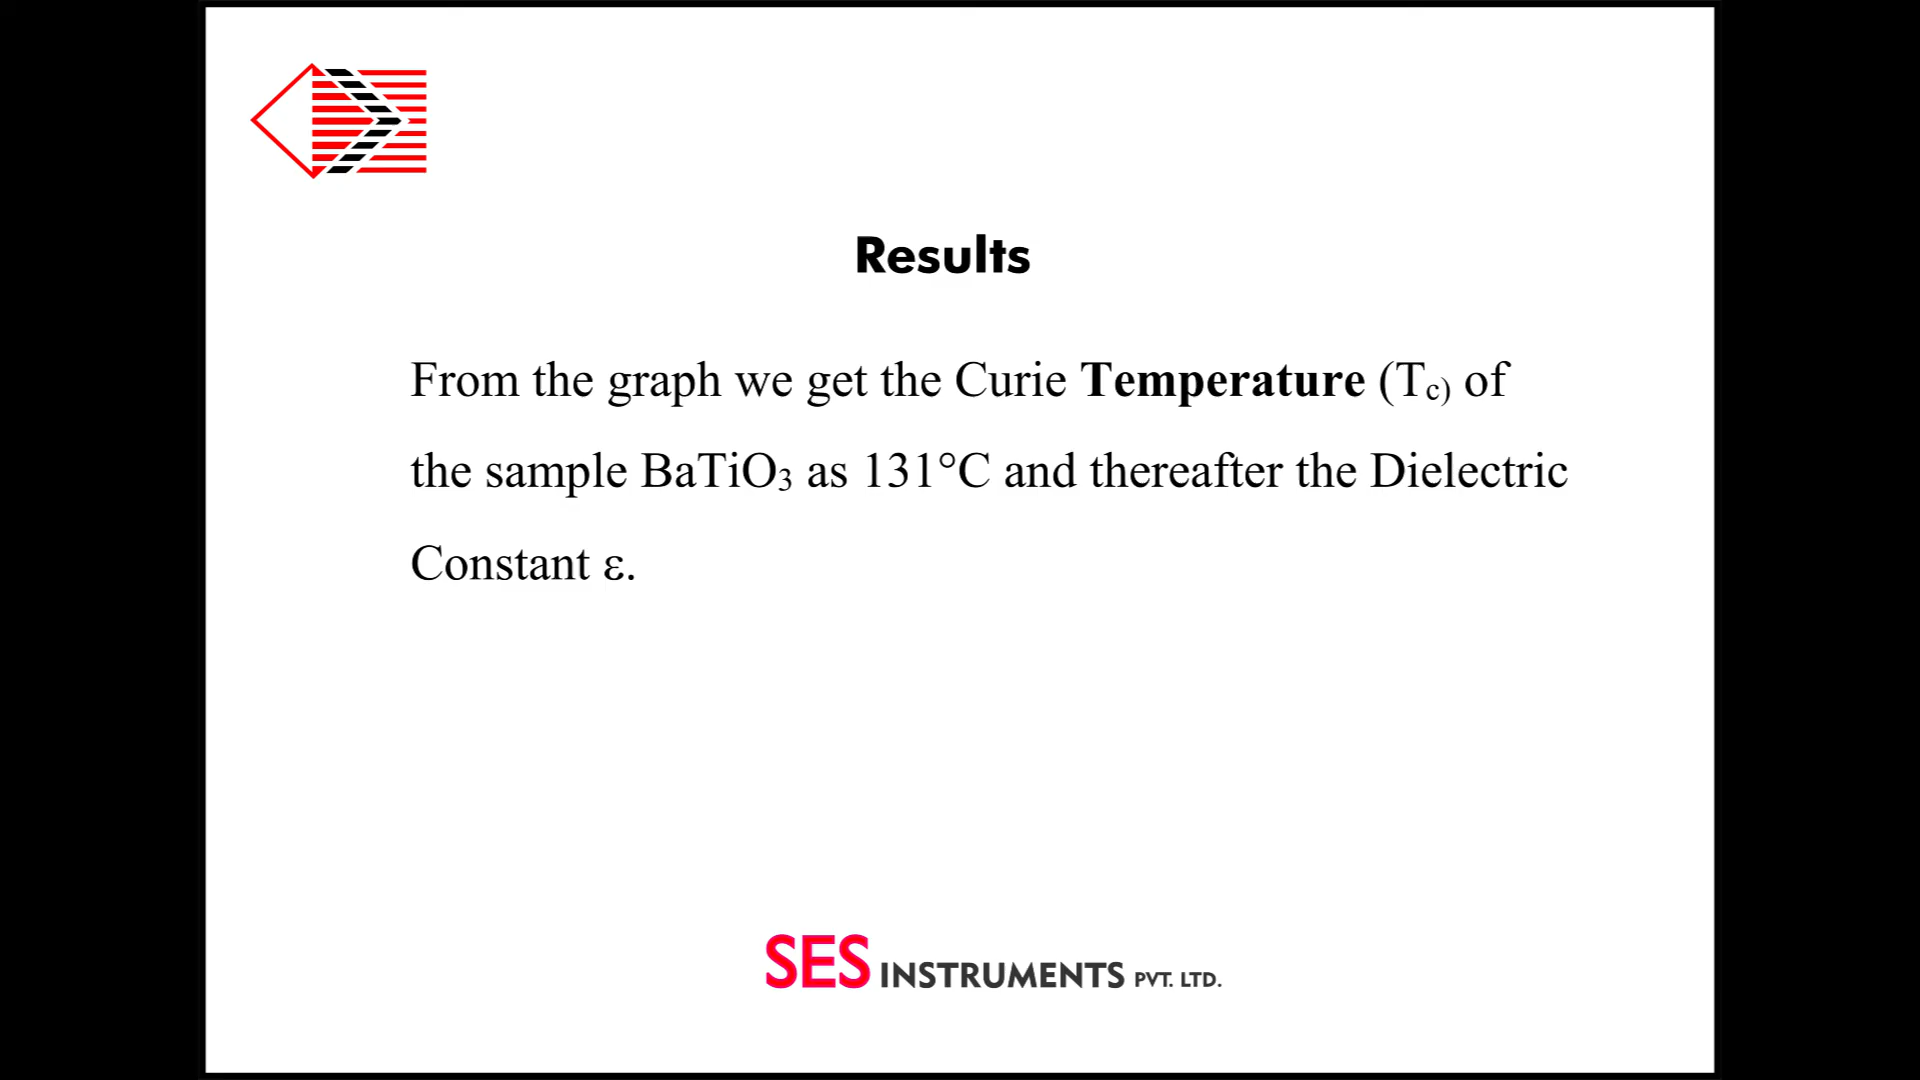 Results
From the graph we get the Curie Temperature (Tc) of
the sample BaTiO3 as 131°C and thereafter the Dielectric
Constant ε.
SES INSTRUMENTS PVT. LTD.